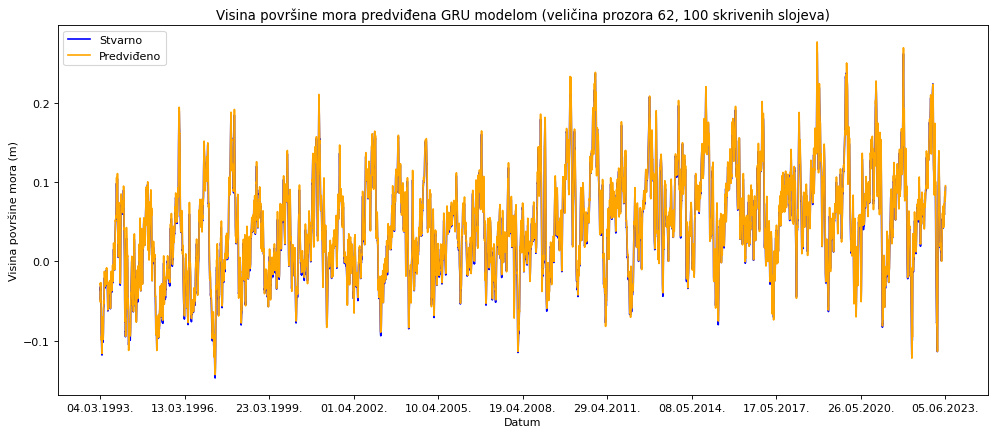 Visina površine mora predviđena GRU modelom (veličina prozora 62, 100 skrivenih slojeva)
Stvarno
Predviđeno
Visina površine mora (m)
0.2
0.1
0.0
−0.1
04.03.1993. 13.03.1996. 23.03.1999. 01.04.2002. 10.04.2005. 19.04.2008. 29.04.2011. 08.05.2014. 17.05.2017. 26.05.2020. 05.06.2023.
Datum